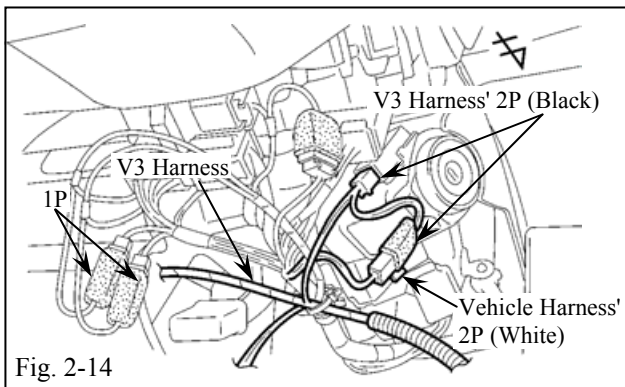 V3 Harness' 2P (Black)
V3 Harness
1P
Vehicle Harness'
2P (White)
Fig. 2-14